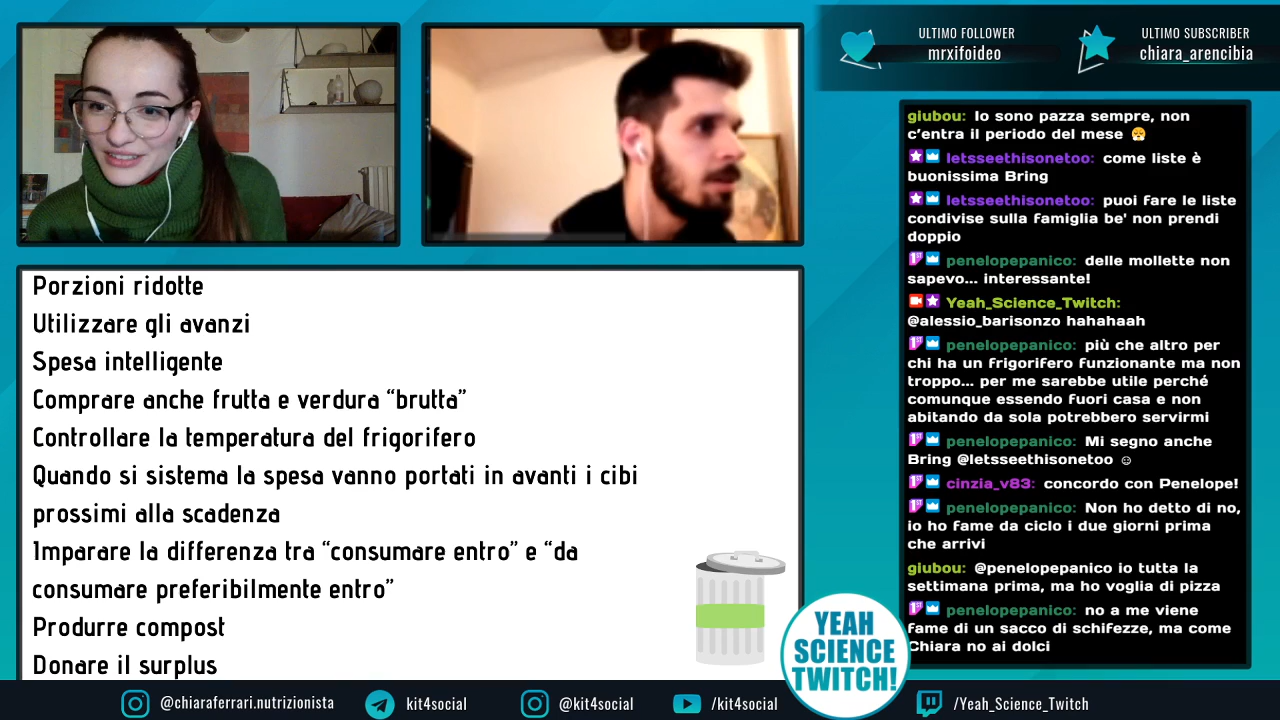 ULTIMO FOLLOWER
mrxifoideo
ULTIMO SUBSCRIBER
chiara_arencibia
Porzioni ridotte
Utilizzare gli avanzi
Spesa intelligente
Comprare anche frutta e verdura “brutta”
Controllare la temperatura del frigorifero
Quando si sistema la spesa vanno portati in avanti i cibi
prossimi alla scadenza
Imparare la differenza tra “consumare entro” e “da
consumare preferibilmente entro”
Produrre compost
Donare il surplus
giubou: Io sono pazza sempre, non
c’entra il periodo del mese 😤
letsseethisonetoo: come liste è
buonissima Bring
letsseethisonetoo: puoi fare le liste
condivise sulla famiglia be' non prendi
doppio
penelopepanico: delle mollette non
sapevo... interessante!
Yeah_Science_Twitch:
@alessio_barisonzo hahahaah
penelopepanico: più che altro per
chi ha un frigorifero funzionante ma non
troppo... per me sarebbe utile perché
comunque essendo fuori casa e non
abitando da sola potrebbero servirmi
penelopepanico: Mi segno anche
Bring @letsseethisonetoo ☺
cinzia_v83: concordo con Penelope!
penelopepanico: Non ho detto di no,
io ho fame da ciclo i due giorni prima
che arrivi
giubou: @penelopepanico io tutta la
settimana prima, ma ho voglia di pizza
penelopepanico: no a me viene
fame di un sacco di schifezze, ma come
Chiara no ai dolci
YEAH
SCIENCE
TWITCH!
@chiaraferrari.nutrizionista
kit4social
@kit4social
/kit4social
/Yeah_Science_Twitch